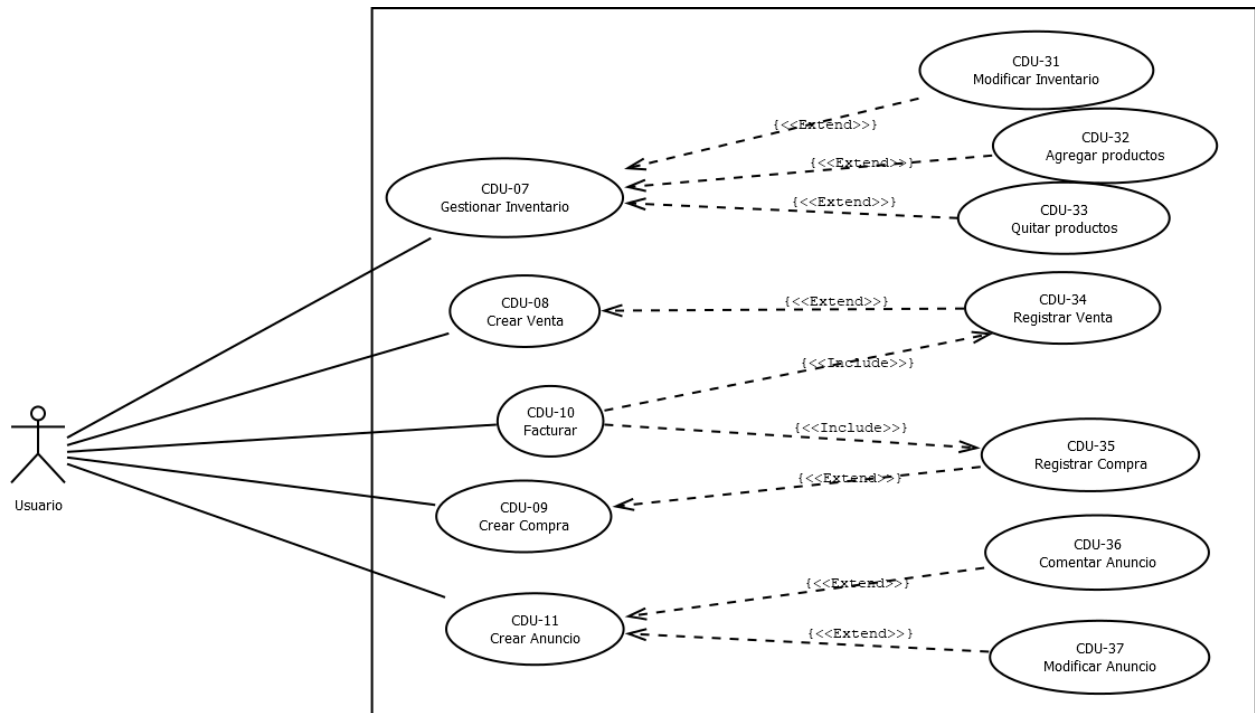 CDU-31
Modificar Inventario
{<<Extend>>}
CDU-32
Agregar productos
{<<Extend>>}
CDU-07
Gestionar Inventario
{<<Extend>>}
CDU-33
Quitar productos
CDU-08
Crear Venta
{<<Extend>>}
CDU-34
Registrar Venta
{<<Include>>}
CDU-10
Facturar
{<<Include>>}
CDU-35
Registrar Compra
{<<Extend>>}
Usuario
CDU-09
Crear Compra
CDU-36
Comentar Anuncio
{<<Extend>>}
CDU-11
Crear Anuncio
{<<Extend>>}
CDU-37
Modificar Anuncio